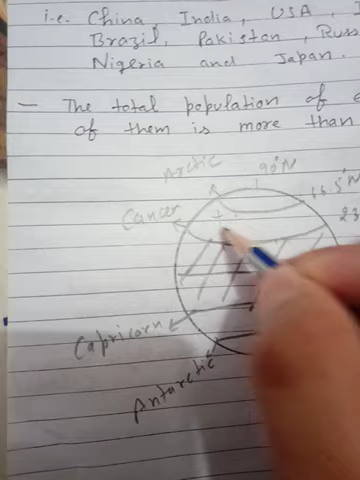 i.e. China, India, USA,
Brazil, Pakistan, Russ
Nigeria and Japan.
– The total population of
of them is more than
Arctic
90°N
Cancer
23
Capricorn
Antarctic